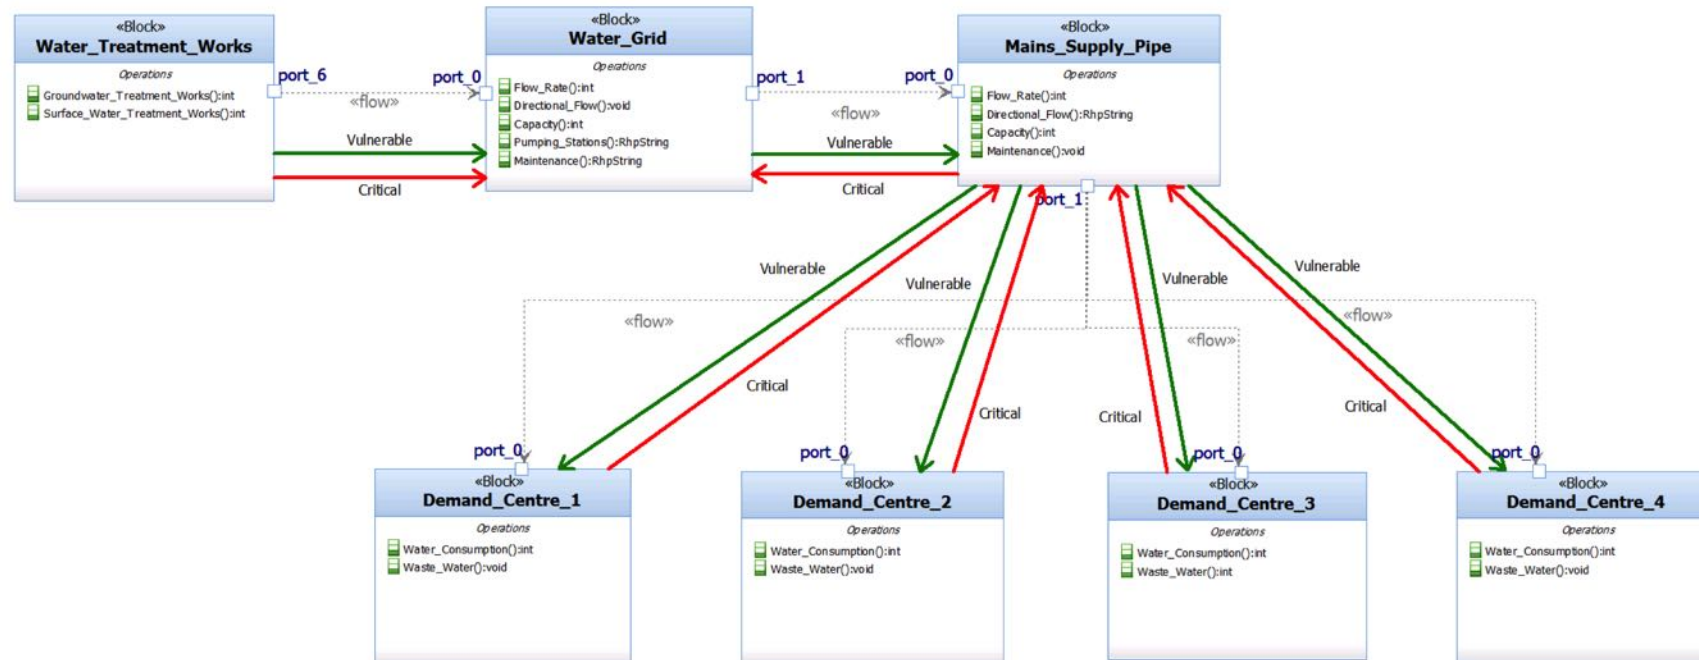 «Block»
Water_Treatment_Works
Operations
Groundwater_Treatment_Works():int
Surface_Water_Treatment_Works():int
port_6
«flow»
port_0
Vulnerable
Critical
«Block»
Water_Grid
Operations
Flow_Rate():int
Directional_Flow():void
Capacity():int
Pumping_Stations():RhpString
Maintenance():RhpString
port_1
«flow»
port_0
Vulnerable
Critical
«Block»
Mains_Supply_Pipe
Operations
Flow_Rate():int
Directional_Flow():RhpString
Capacity():int
Maintenance():void
port_1
Vulnerable
Vulnerable
Vulnerable
Vulnerable
«flow»
«flow»
«flow»
«flow»
Critical
Critical
Critical
Critical
port_0
port_0
port_0
port_0
«Block»
Demand_Centre_1
Operations
Water_Consumption():int
Waste_Water():void
«Block»
Demand_Centre_2
Operations
Water_Consumption():int
Waste_Water():void
«Block»
Demand_Centre_3
Operations
Water_Consumption():int
Waste_Water():int
«Block»
Demand_Centre_4
Operations
Water_Consumption():int
Waste_Water():void